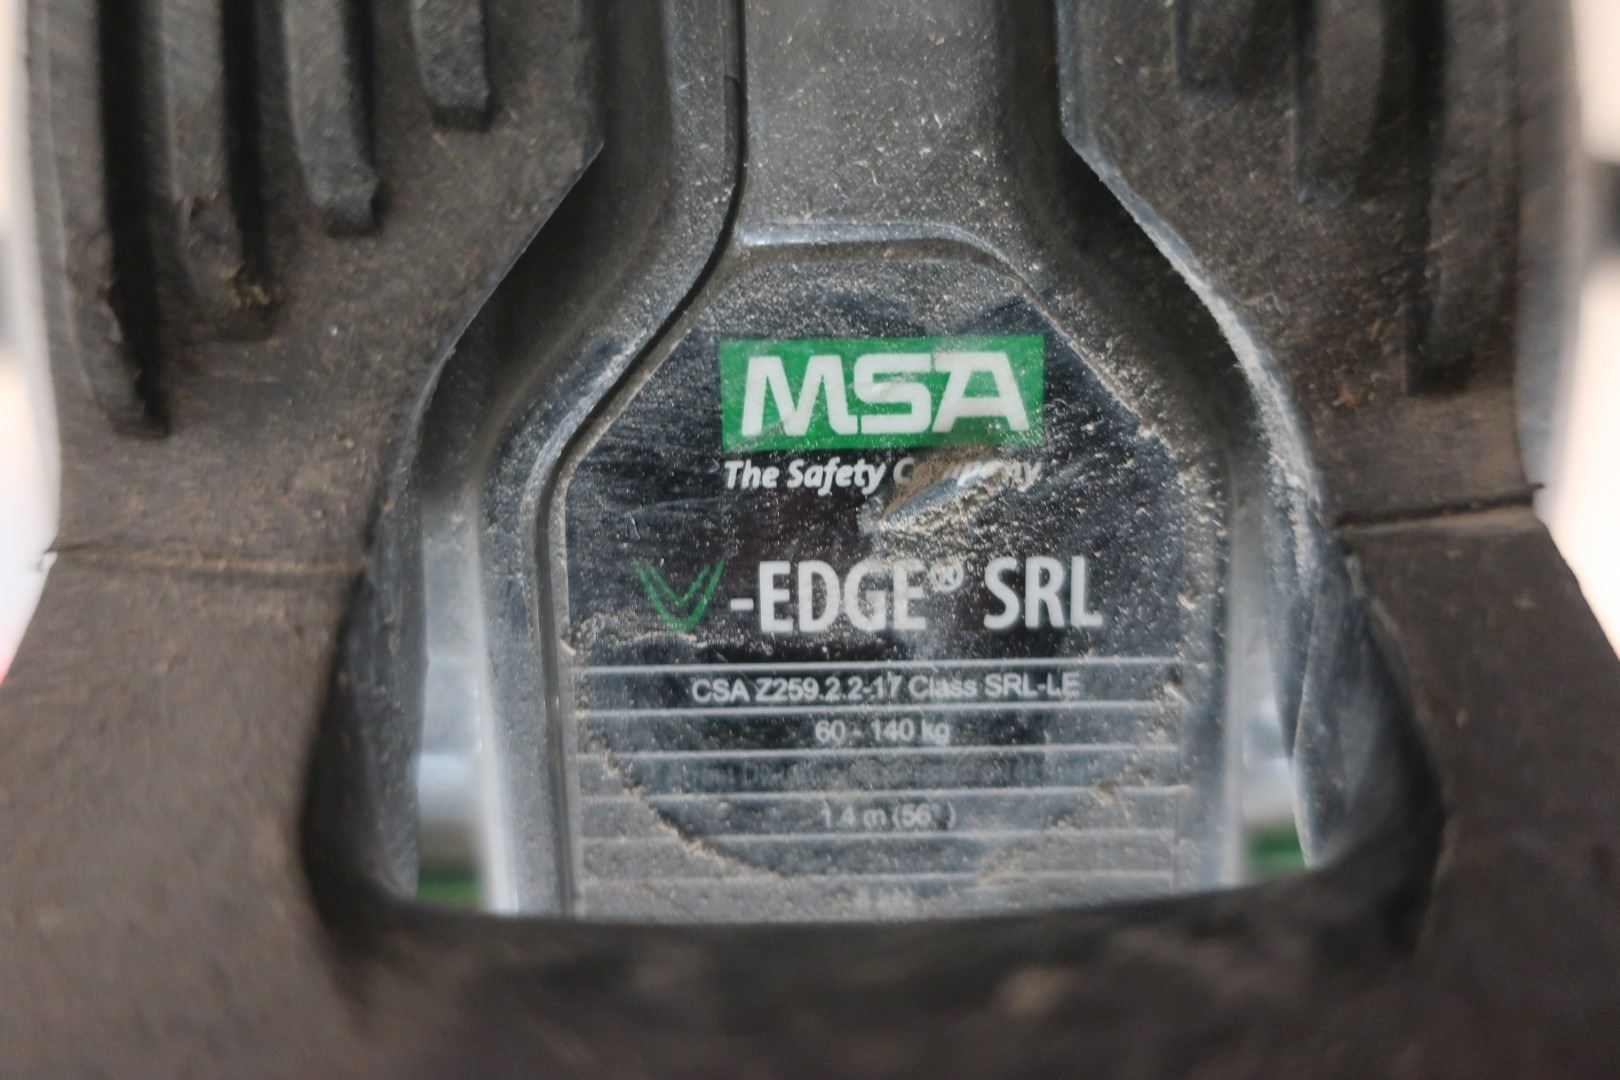 MSA
The Safety Company
V-EDGE® SRL
CSA Z259.2.2-17 Class SRL-LE
60 - 140 kg
1.4 m (56" )